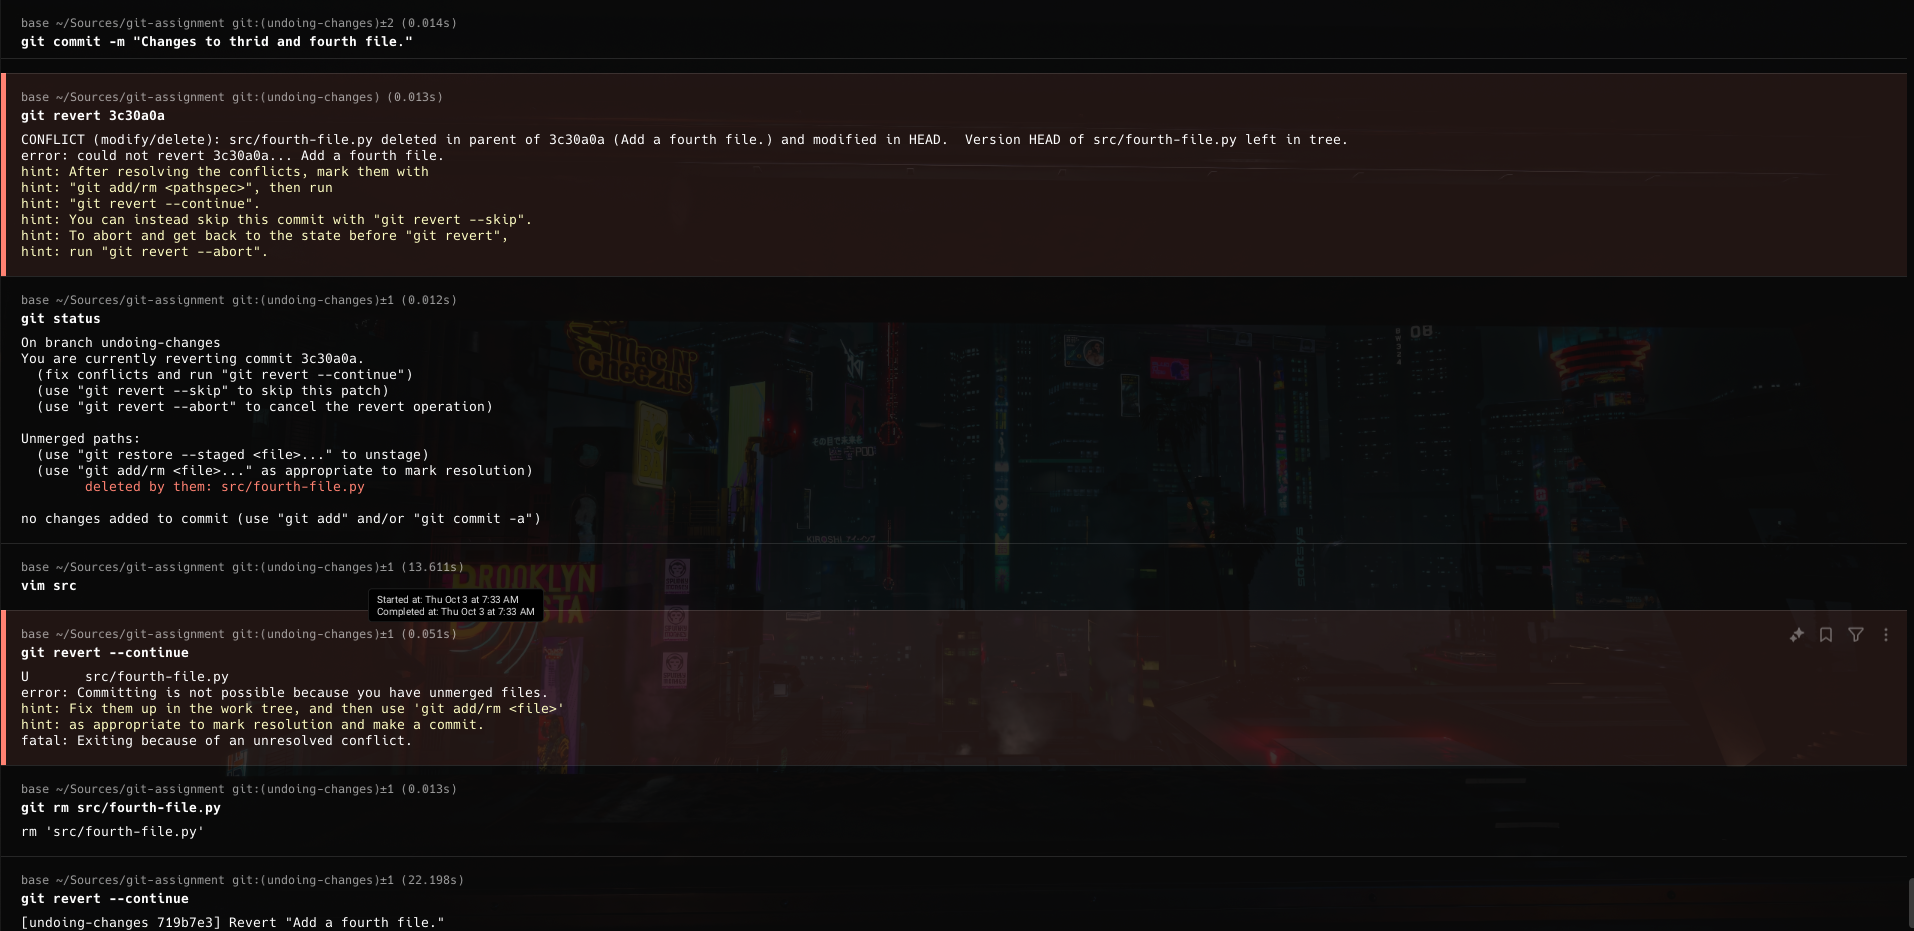 base ~/Sources/git-assignment git:(undoing-changes)±2 (0.014s)
git commit -m "Changes to thrid and fourth file."
base ~/Sources/git-assignment git:(undoing-changes) (0.013s)
git revert 3c30a0a
CONFLICT (modify/delete): src/fourth-file.py deleted in parent of 3c30a0a (Add a fourth file.) and modified in HEAD.  Version HEAD of src/fourth-file.py left in tree.
error: could not revert 3c30a0a... Add a fourth file.
hint: After resolving the conflicts, mark them with
hint: "git add/rm <pathspec>", then run
hint: "git revert --continue".
hint: You can instead skip this commit with "git revert --skip".
hint: To abort and get back to the state before "git revert",
hint: run "git revert --abort".
base ~/Sources/git-assignment git:(undoing-changes)±1 (0.012s)
git status
On branch undoing-changes
You are currently reverting commit 3c30a0a.
  (fix conflicts and run "git revert --continue")
  (use "git revert --skip" to skip this patch)
  (use "git revert --abort" to cancel the revert operation)
Unmerged paths:
  (use "git restore --staged <file>..." to unstage)
  (use "git add/rm <file>..." as appropriate to mark resolution)
        deleted by them: src/fourth-file.py
no changes added to commit (use "git add" and/or "git commit -a")
Mac N'
Cheezus
base ~/Sources/git-assignment git:(undoing-changes)±1 (13.611s)
vim src
BROOKLYN
Started at: Thu Oct 3 at 7:33 AM
Completed at: Thu Oct 3 at 7:33 AM
base ~/Sources/git-assignment git:(undoing-changes)±1 (0.051s)
git revert --continue
U       src/fourth-file.py
error: Committing is not possible because you have unmerged files.
hint: Fix them up in the work tree, and then use 'git add/rm <file>'
hint: as appropriate to mark resolution and make a commit.
fatal: Exiting because of an unresolved conflict.
base ~/Sources/git-assignment git:(undoing-changes)±1 (0.013s)
git rm src/fourth-file.py
rm 'src/fourth-file.py'
base ~/Sources/git-assignment git:(undoing-changes)±1 (22.198s)
git revert --continue
[undoing-changes 719b7e3] Revert "Add a fourth file."